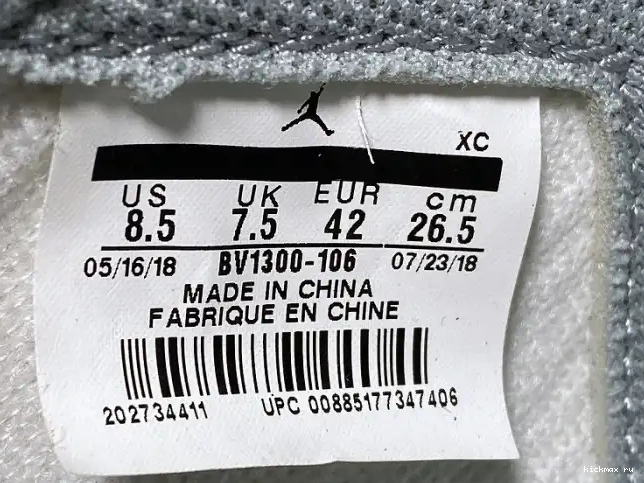 XC
US UK EUR cm
8.5 7.5 42 26.5
05/16/18 BV1300-106 07/23/18
MADE IN CHINA
FABRIQUE EN CHINE
202734411 UPC 00885177347406
kickmax ru